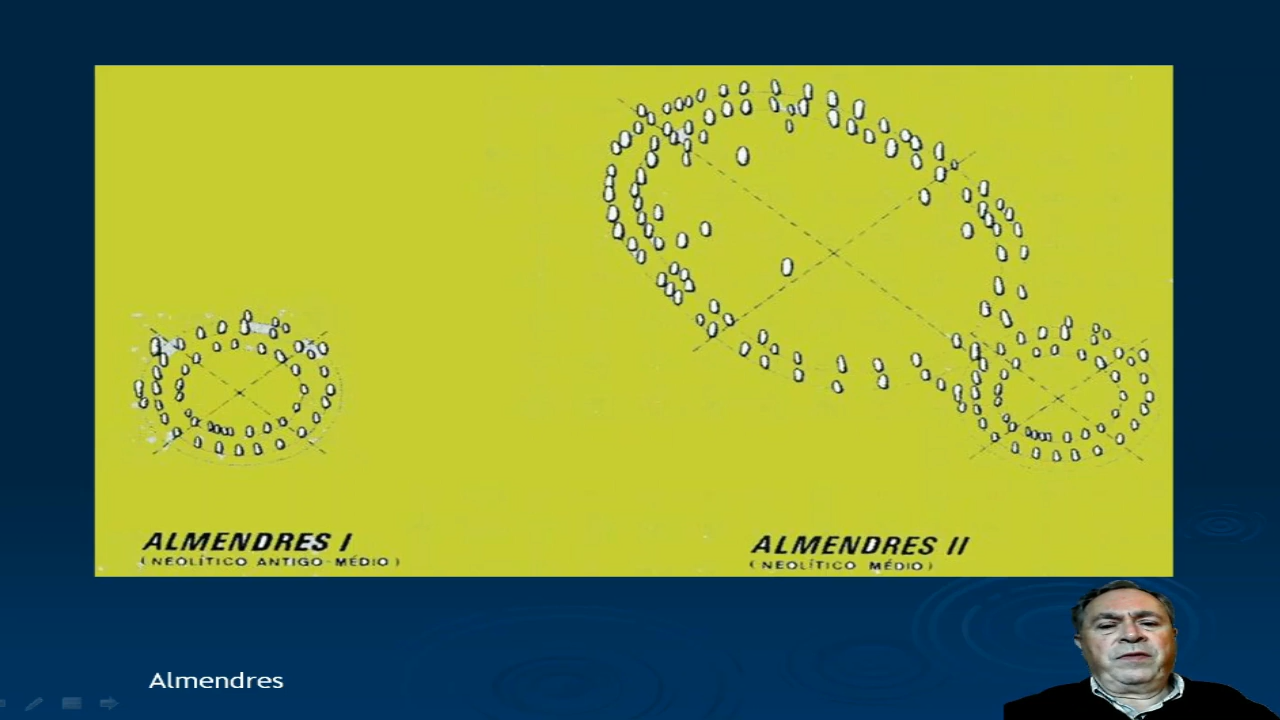 ALMENDRES I
(NEOLÍTICO ANTIGO-MÉDIO)
ALMENDRES II
(NEOLÍTICO MÉDIO)
Almendres